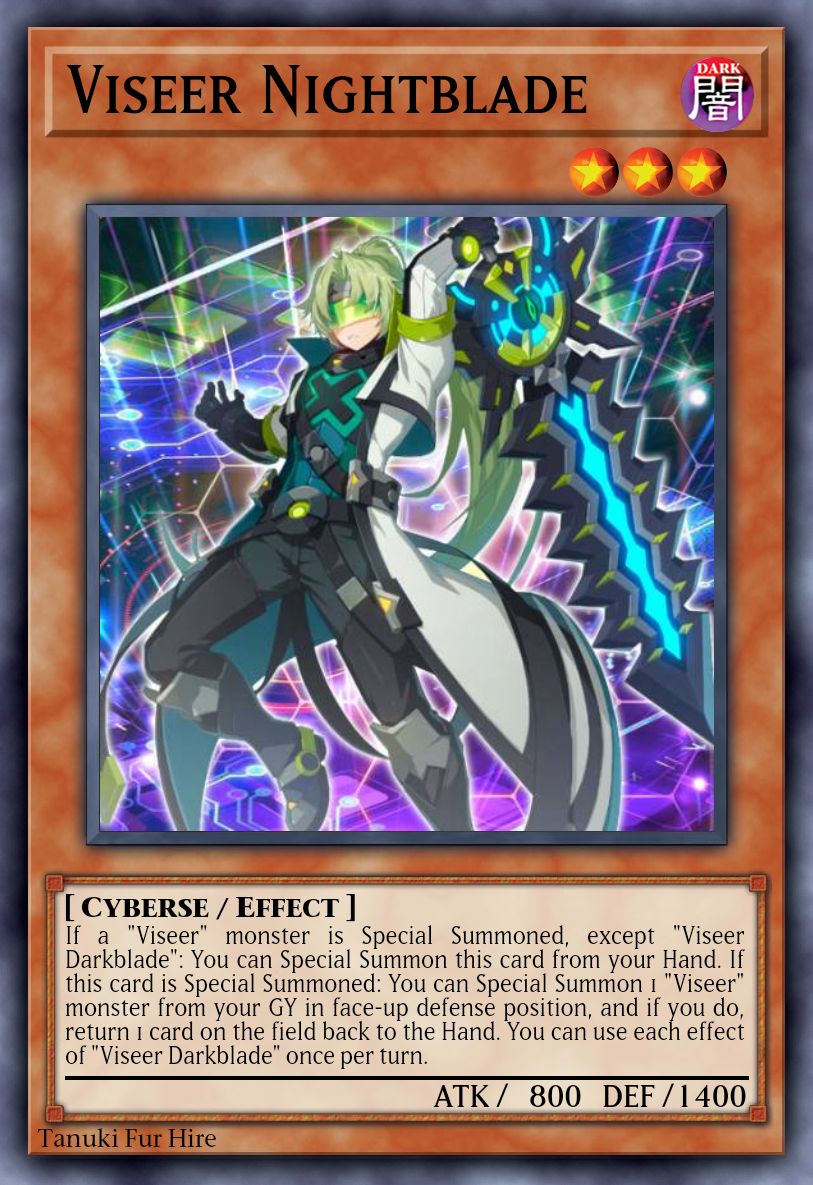 Viseer Nightblade
DARK
闇
[ Cyberse / Effect ]
If a "Viseer" monster is Special Summoned, except "Viseer
Darkblade": You can Special Summon this card from your Hand. If
this card is Special Summoned: You can Special Summon 1 "Viseer"
monster from your GY in face-up defense position, and if you do,
return 1 card on the field back to the Hand. You can use each effect
of "Viseer Darkblade" once per turn.
ATK / 800 DEF /1400
Tanuki Fur Hire